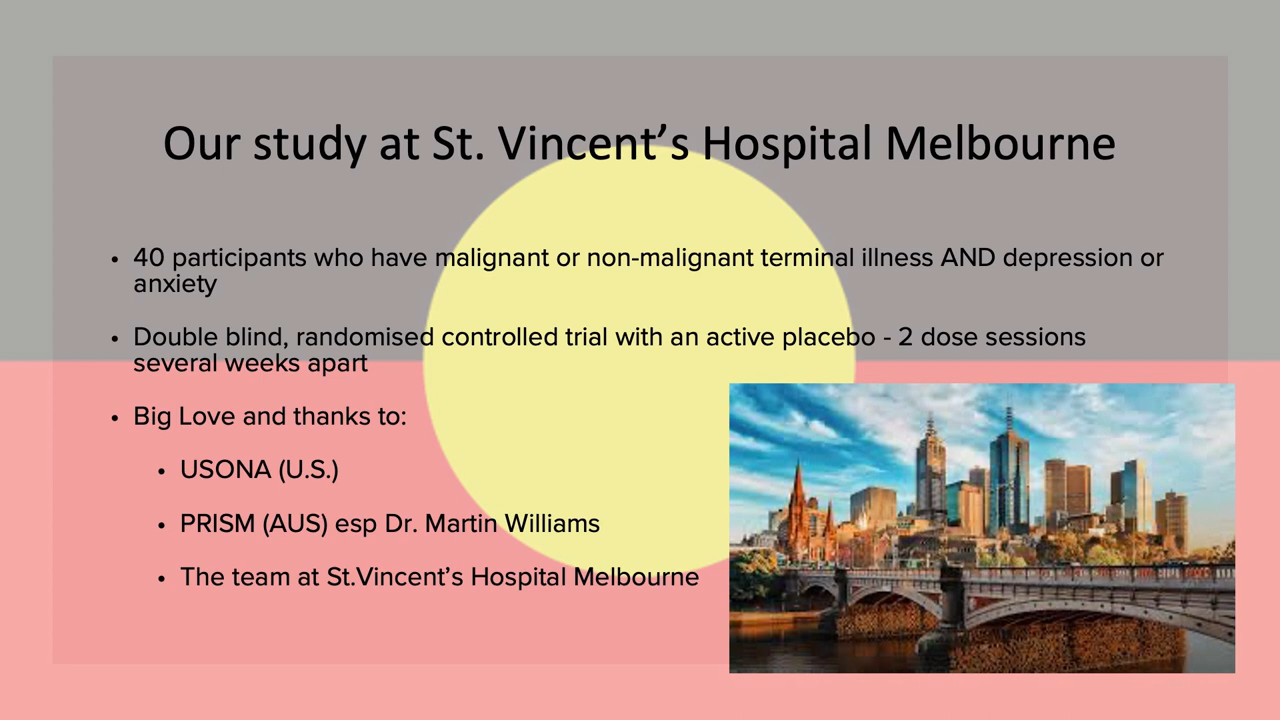 Our study at St. Vincent’s Hospital Melbourne
• 40 participants who have malignant or non-malignant terminal illness AND depression or
anxiety
• Double blind, randomised controlled trial with an active placebo - 2 dose sessions
several weeks apart
• Big Love and thanks to:
• USONA (U.S.)
• PRISM (AUS) esp Dr. Martin Williams
• The team at St.Vincent’s Hospital Melbourne